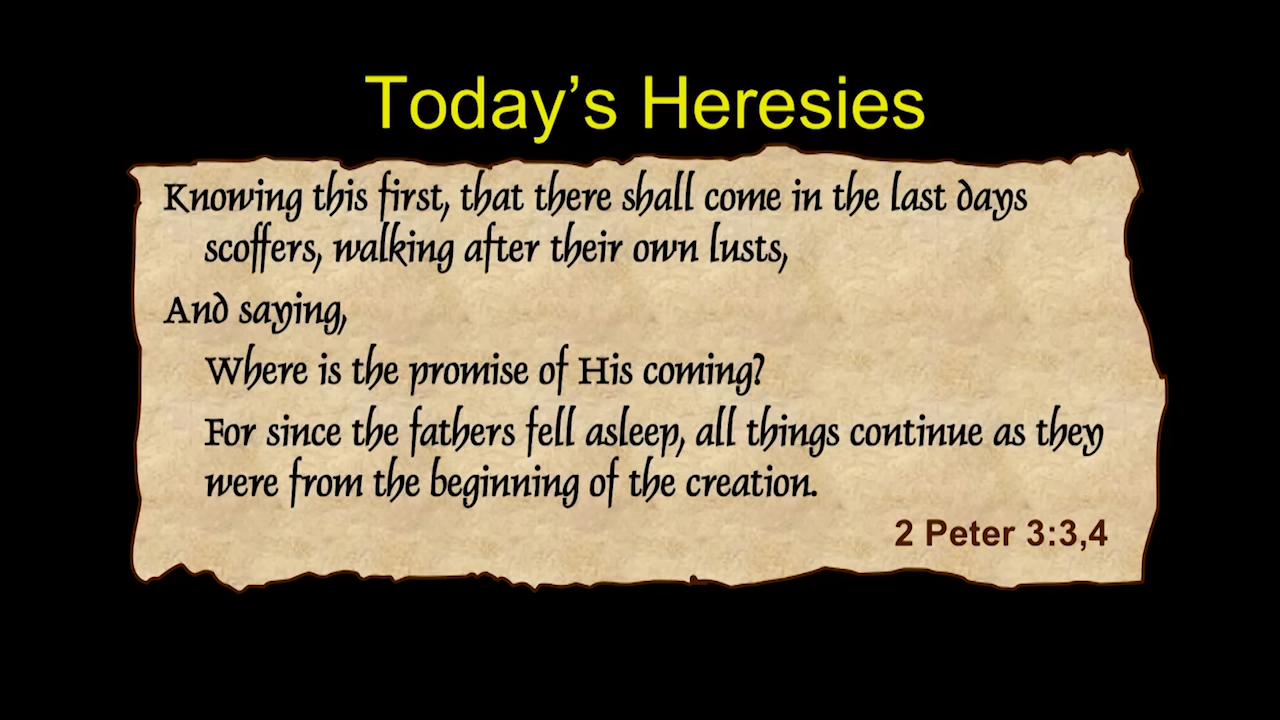 Today’s Heresies
Knowing this first, that there shall come in the last days
scoffers, walking after their own lusts,
And saying,
Where is the promise of His coming?
For since the fathers fell asleep, all things continue as they
were from the beginning of the creation.
2 Peter 3:3,4